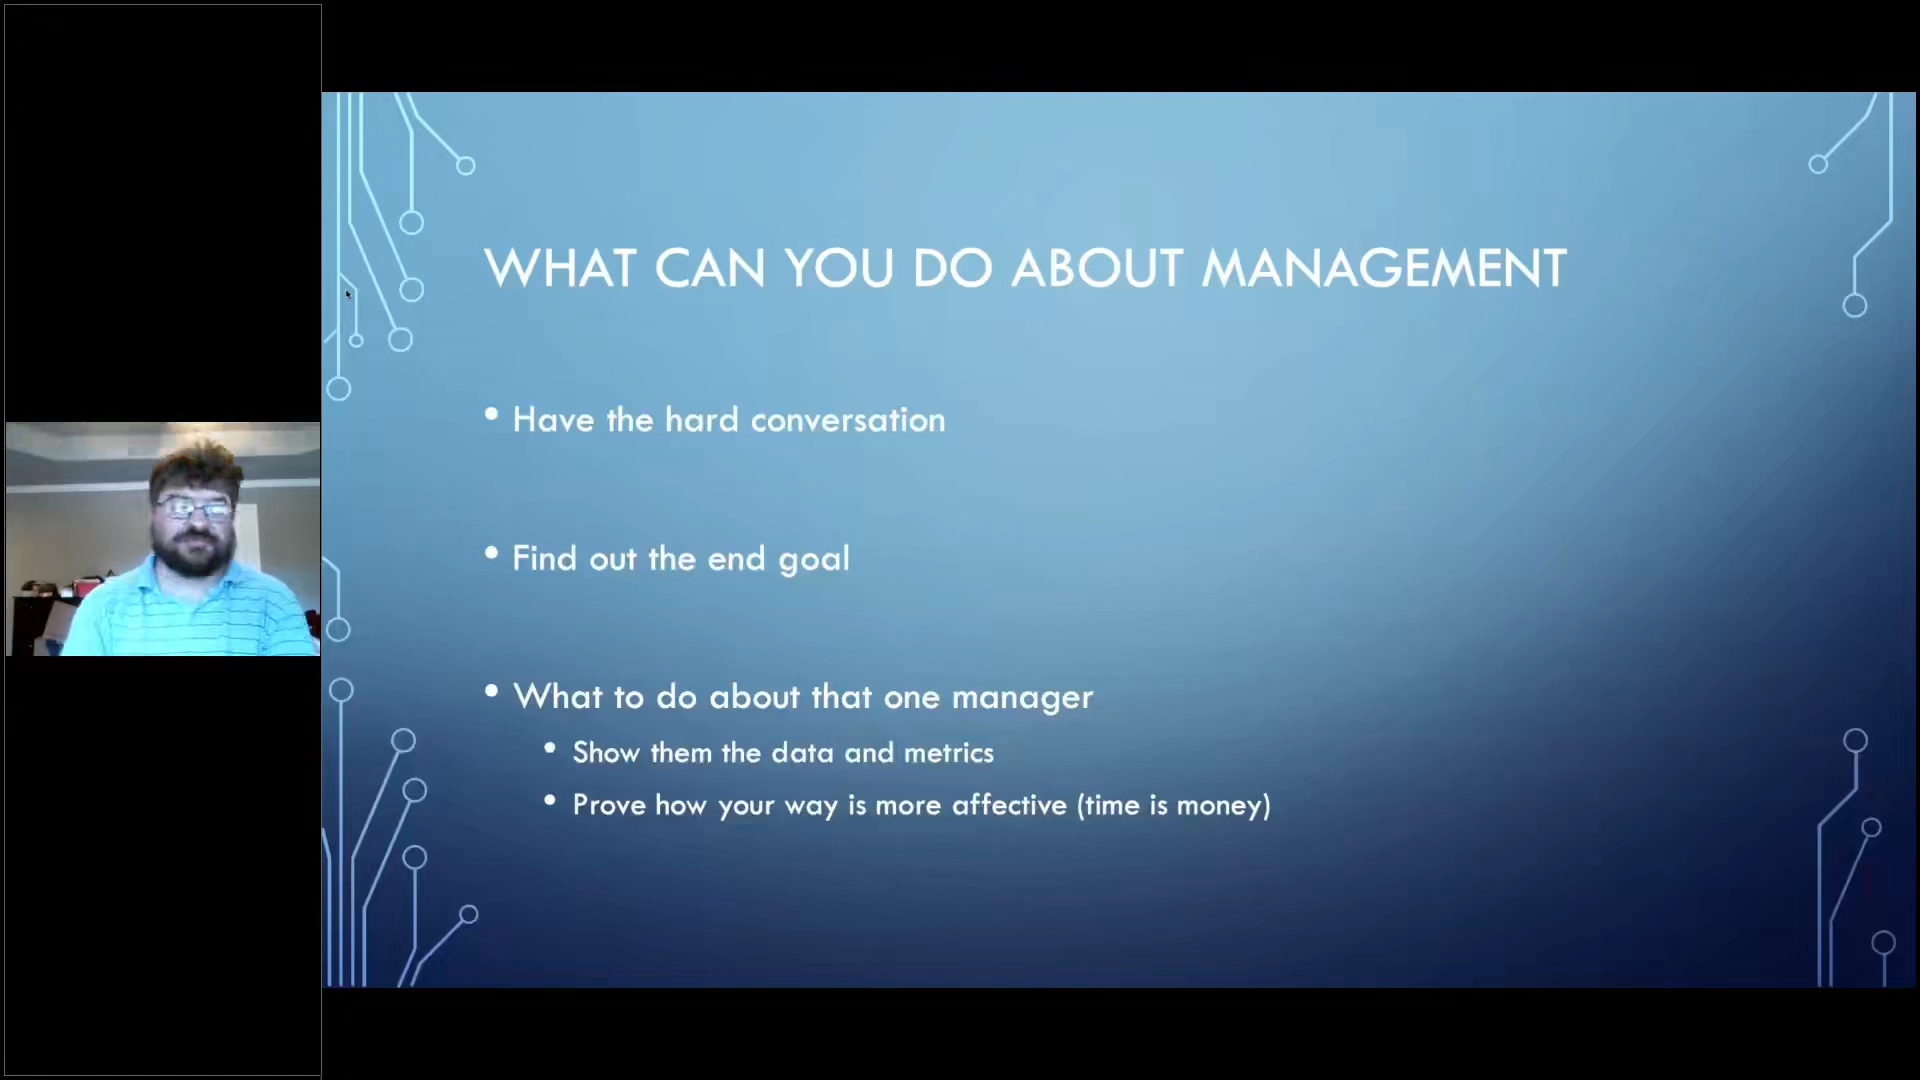 WHAT CAN YOU DO ABOUT MANAGEMENT
• Have the hard conversation
• Find out the end goal
• What to do about that one manager
• Show them the data and metrics
• Prove how your way is more affective (time is money)